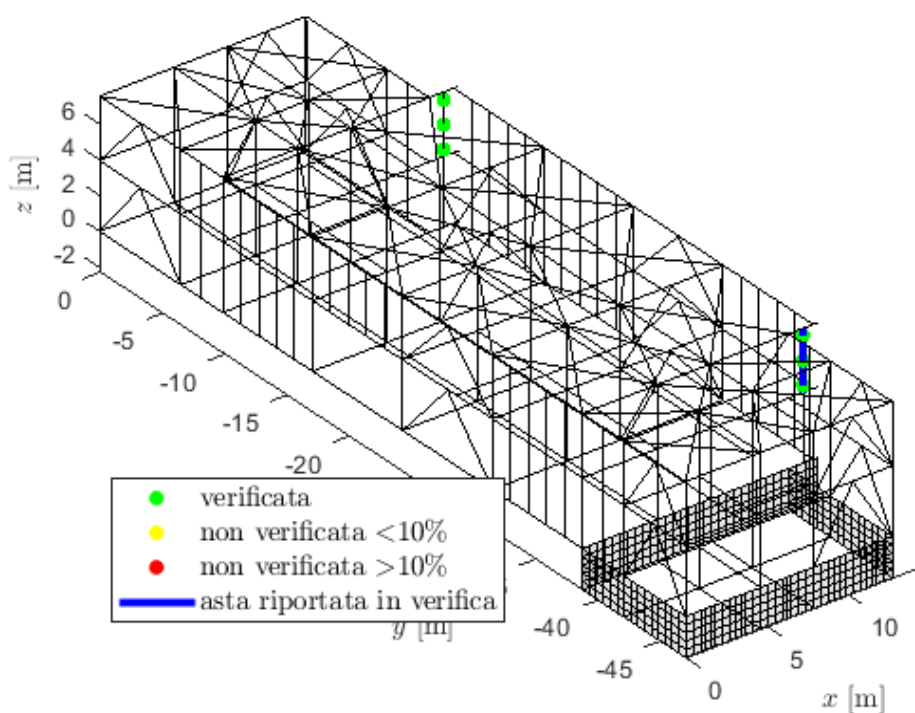 6
4
2
0
-2
z [m]
0
-5
-10
-15
-20
verificata
non verificata <10%
non verificata >10%
asta riportata in verifica
y [m]
-40
-45
0
5
10
x [m]